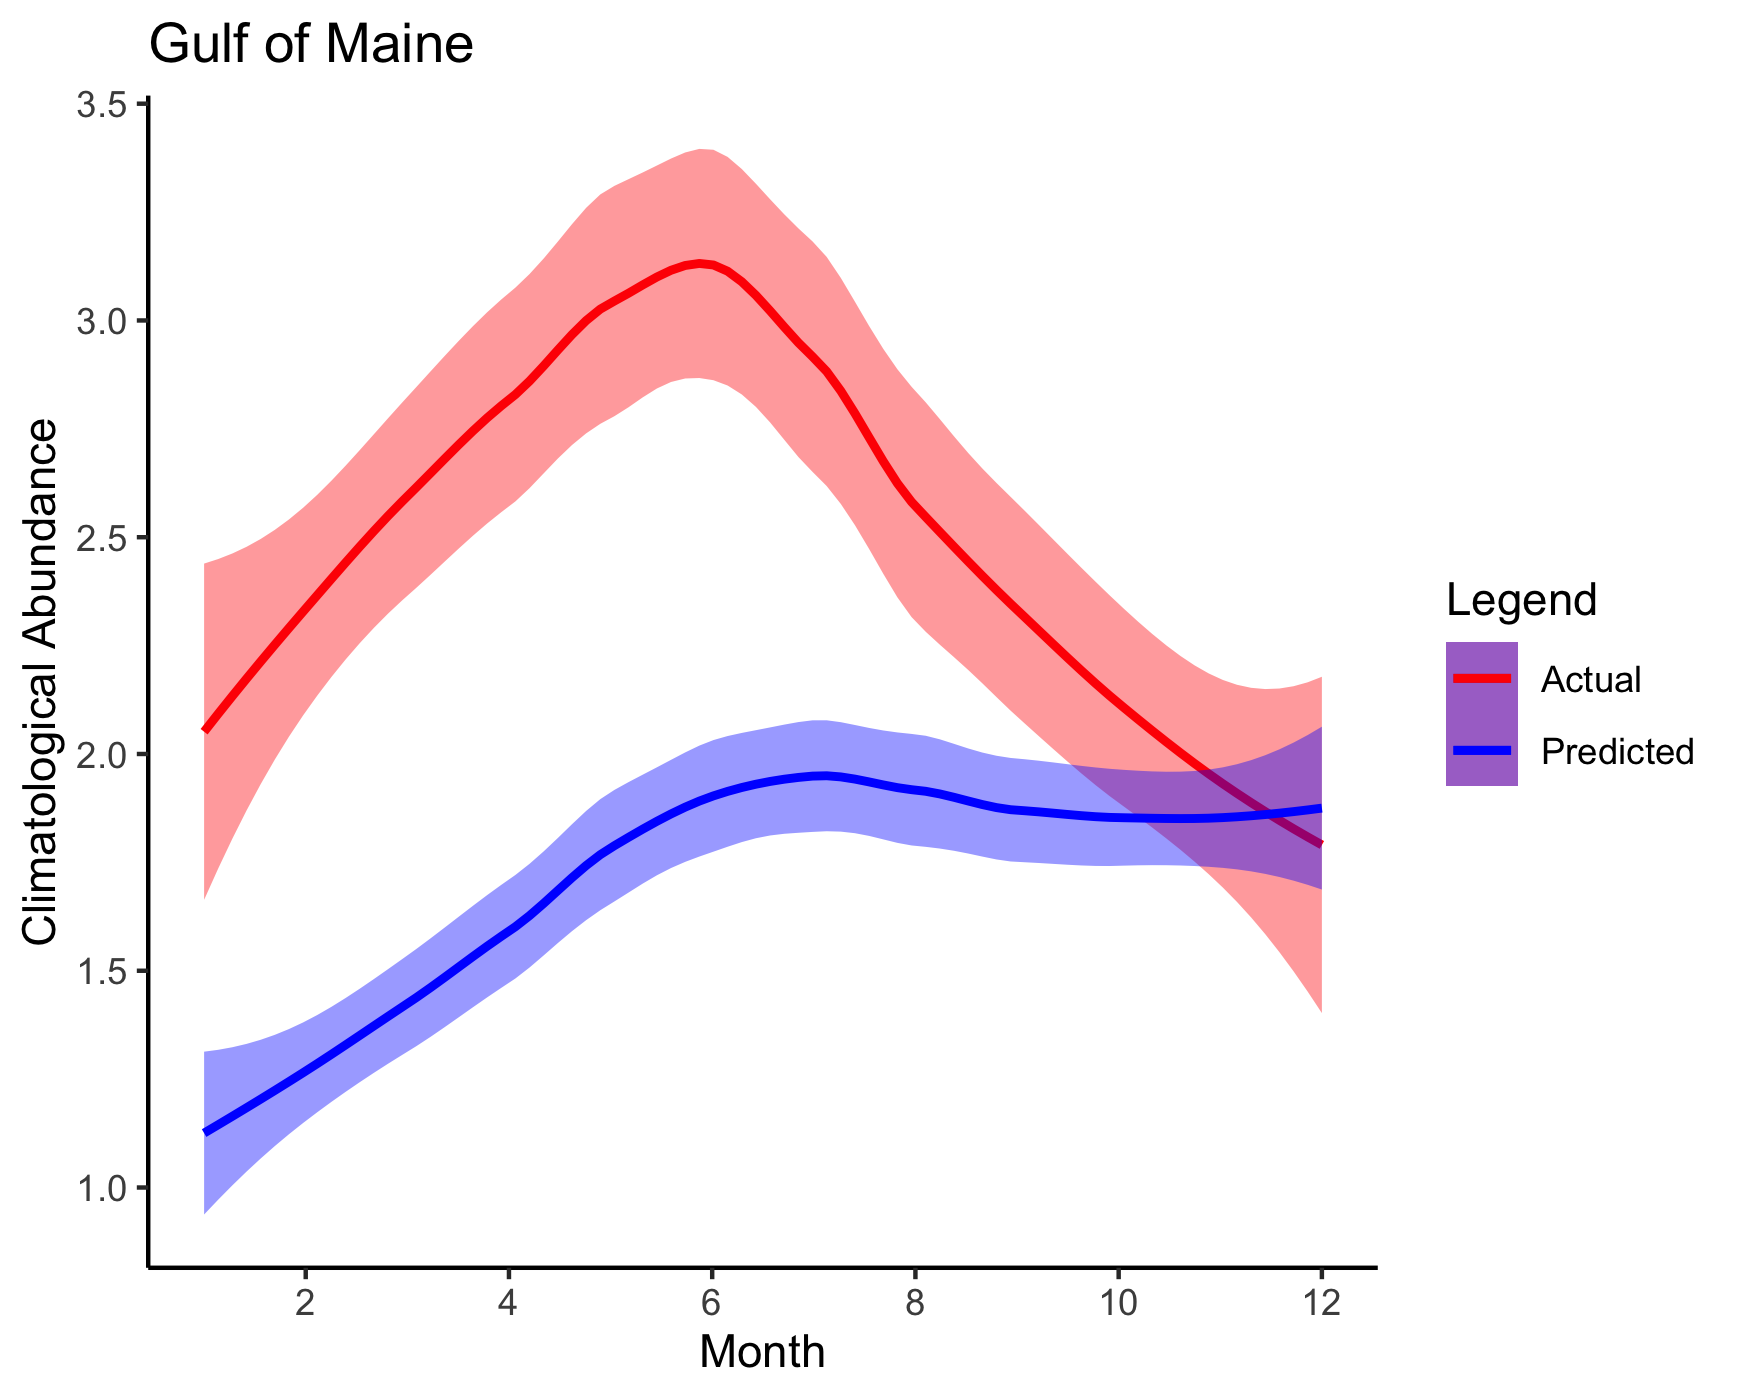 Gulf of Maine
3.5
3.0
2.5
2.0
1.5
1.0
Climatological Abundance
2 4 6 8 10 12
Month
Legend
Actual
Predicted